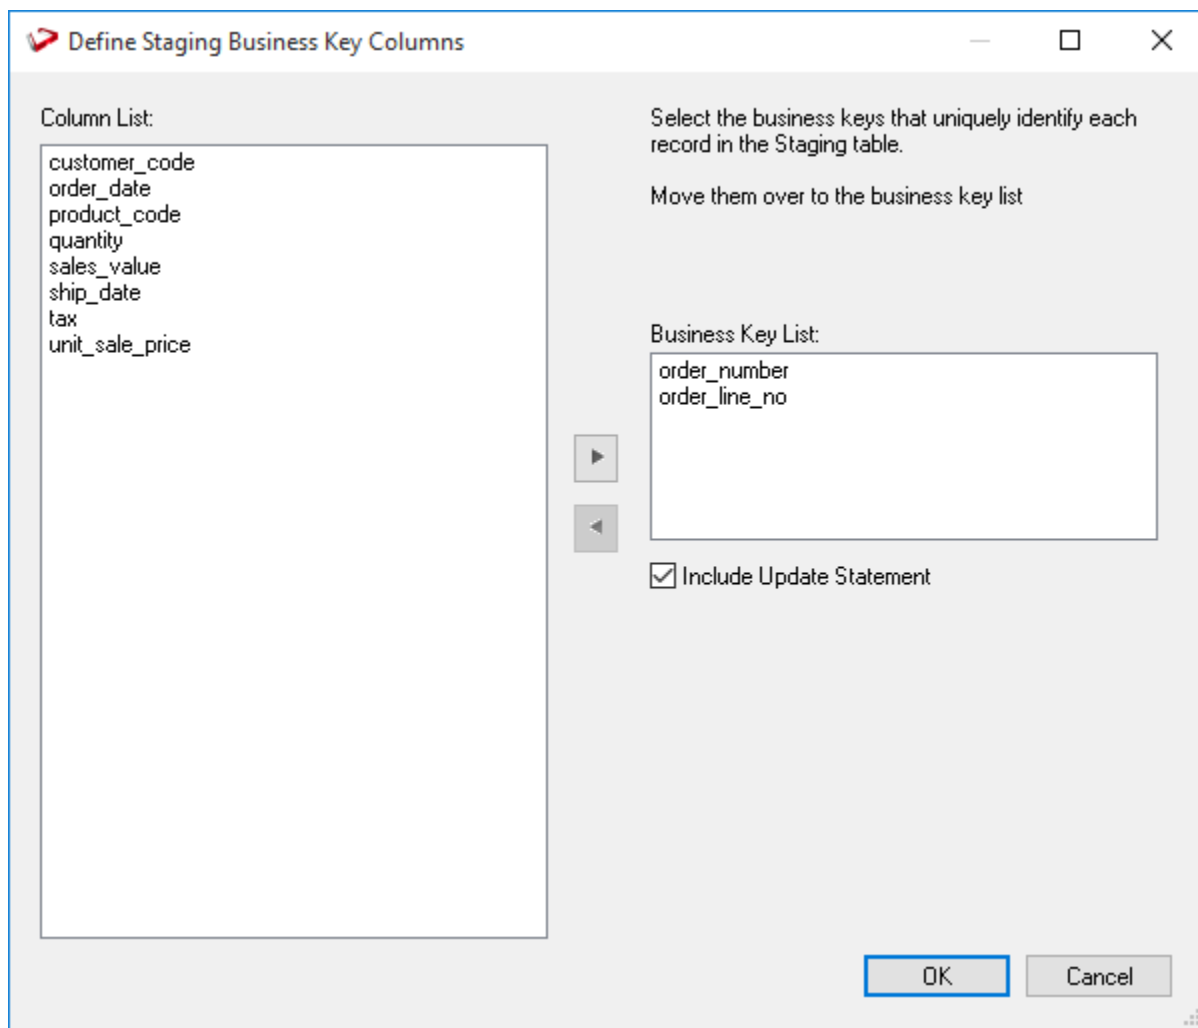 Define Staging Business Key Columns
Column List:
customer_code
order_date
product_code
quantity
sales_value
ship_date
tax
unit_sale_price
Select the business keys that uniquely identify each
record in the Staging table.
Move them over to the business key list
Business Key List:
order_number
order_line_no
Include Update Statement
OK
Cancel